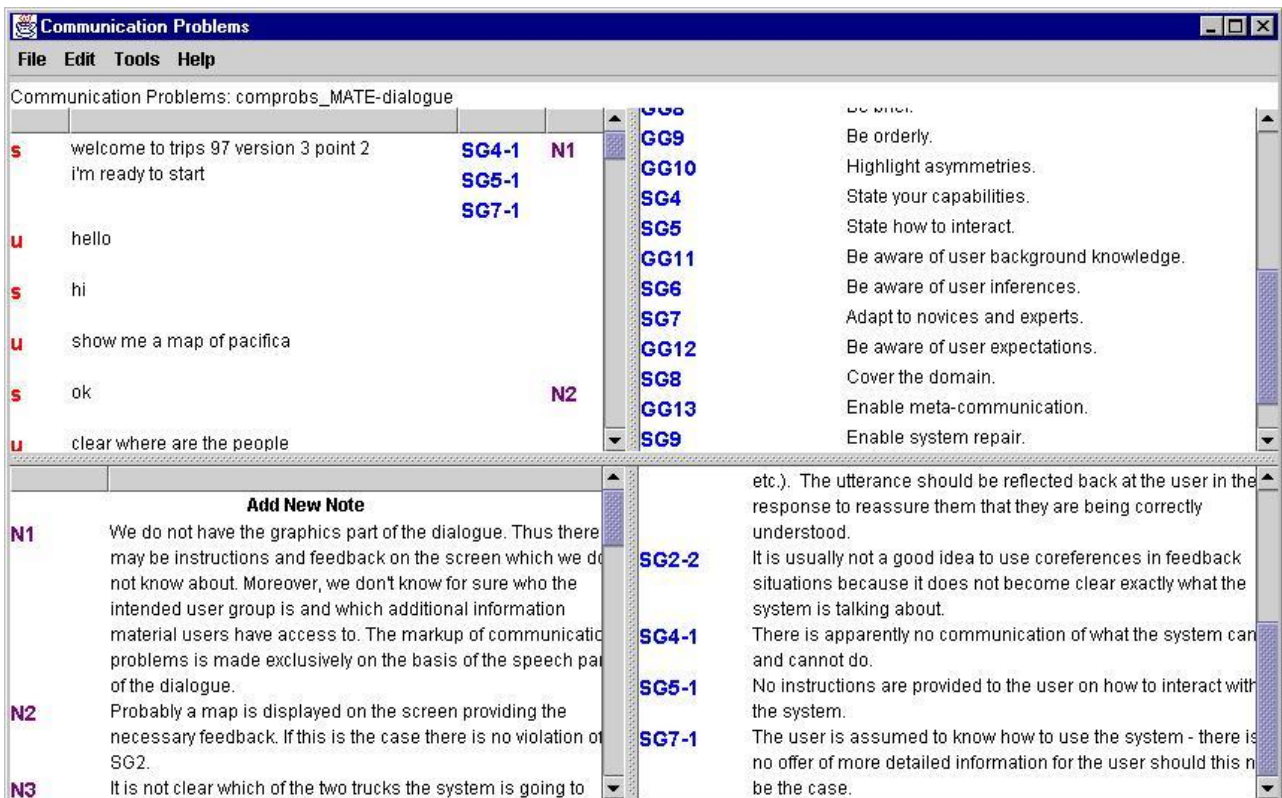 Communication Problems
File Edit Tools Help
Communication Problems: comprobs_MATE-dialogue
s welcome to trips 97 version 3 point 2 SG4-1 N1
i'm ready to start SG5-1
SG7-1
u hello
s hi
u show me a map of pacifica
s ok N2
u clear where are the people
GG8 Be brief.
GG9 Be orderly.
GG10 Highlight asymmetries.
SG4 State your capabilities.
SG5 State how to interact.
GG11 Be aware of user background knowledge.
SG6 Be aware of user inferences.
SG7 Adapt to novices and experts.
GG12 Be aware of user expectations.
SG8 Cover the domain.
GG13 Enable meta-communication.
SG9 Enable system repair.
Add New Note
N1 We do not have the graphics part of the dialogue. Thus there
may be instructions and feedback on the screen which we do
not know about. Moreover, we don't know for sure who the
intended user group is and which additional information
material users have access to. The markup of communicatio
problems is made exclusively on the basis of the speech par
of the dialogue.
N2 Probably a map is displayed on the screen providing the
necessary feedback. If this is the case there is no violation of
SG2.
N3 It is not clear which of the two trucks the system is going to
etc.). The utterance should be reflected back at the user in the
response to reassure them that they are being correctly
understood.
SG2-2 It is usually not a good idea to use coreferences in feedback
situations because it does not become clear exactly what the
system is talking about.
SG4-1 There is apparently no communication of what the system can
and cannot do.
SG5-1 No instructions are provided to the user on how to interact with
the system.
SG7-1 The user is assumed to know how to use the system - there is
no offer of more detailed information for the user should this n
be the case.